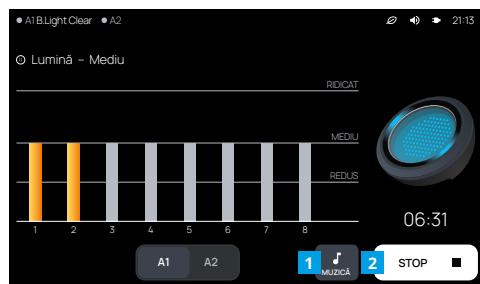 A1 B.Light Clear A2 21:13
Lumină – Mediu
RIDICAT
MEDIU
REDUS
1 2 3 4 5 6 7 8
06:31
A1 A2 1 MUZICĂ 2 STOP